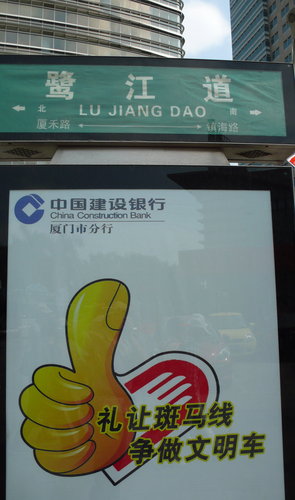 鹭 江 道
北 LU JIANG DAO 南
厦禾路 镇海路
中国建设银行
China Construction Bank
厦门市分行
礼让斑马线
争做文明车